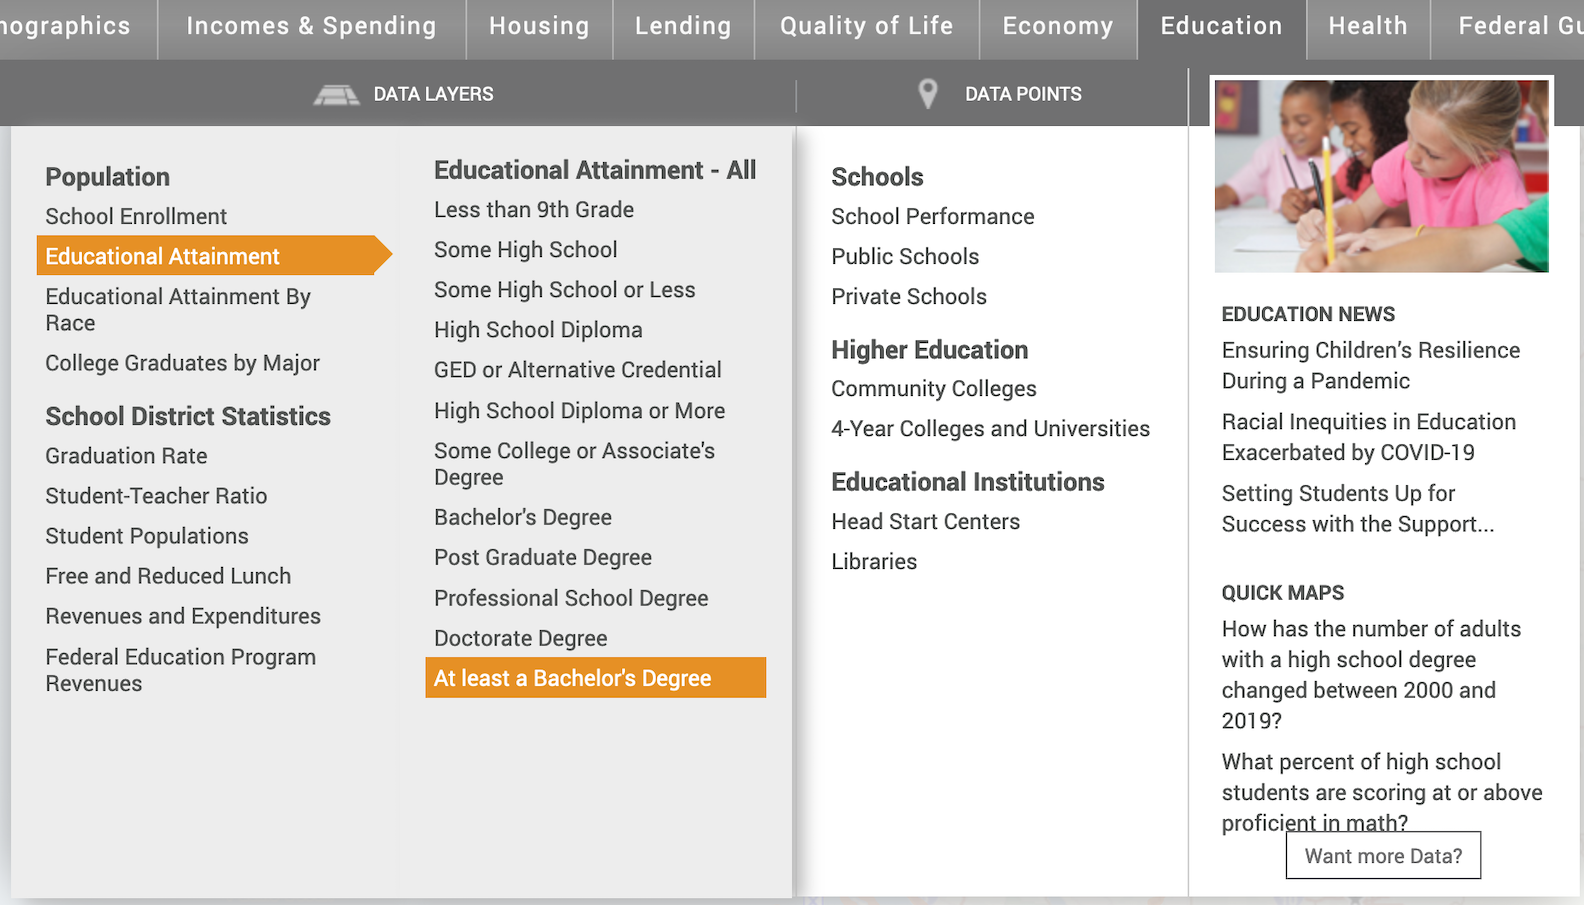 nographics
Incomes & Spending
Housing
Lending
Quality of Life
Economy
Education
Health
Federal Gu
DATA LAYERS
DATA POINTS
Population
School Enrollment
Educational Attainment
Educational Attainment By
Race
College Graduates by Major
School District Statistics
Graduation Rate
Student-Teacher Ratio
Student Populations
Free and Reduced Lunch
Revenues and Expenditures
Federal Education Program
Revenues
Educational Attainment - All
Less than 9th Grade
Some High School
Some High School or Less
High School Diploma
GED or Alternative Credential
High School Diploma or More
Some College or Associate's
Degree
Bachelor's Degree
Post Graduate Degree
Professional School Degree
Doctorate Degree
At least a Bachelor's Degree
Schools
School Performance
Public Schools
Private Schools
Higher Education
Community Colleges
4-Year Colleges and Universities
Educational Institutions
Head Start Centers
Libraries
EDUCATION NEWS
Ensuring Children’s Resilience
During a Pandemic
Racial Inequities in Education
Exacerbated by COVID-19
Setting Students Up for
Success with the Support...
QUICK MAPS
How has the number of adults
with a high school degree
changed between 2000 and
2019?
What percent of high school
students are scoring at or above
proficient in math?
Want more Data?